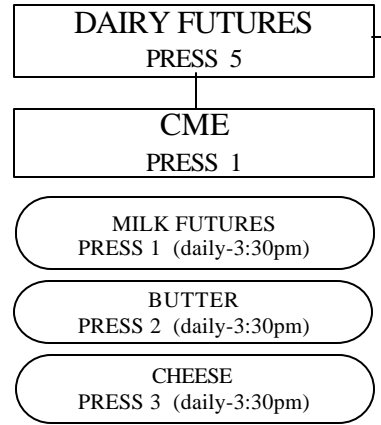 DAIRY FUTURES
PRESS 5
CME
PRESS 1
MILK FUTURES
PRESS 1 (daily-3:30pm)
BUTTER
PRESS 2 (daily-3:30pm)
CHEESE
PRESS 3 (daily-3:30pm)